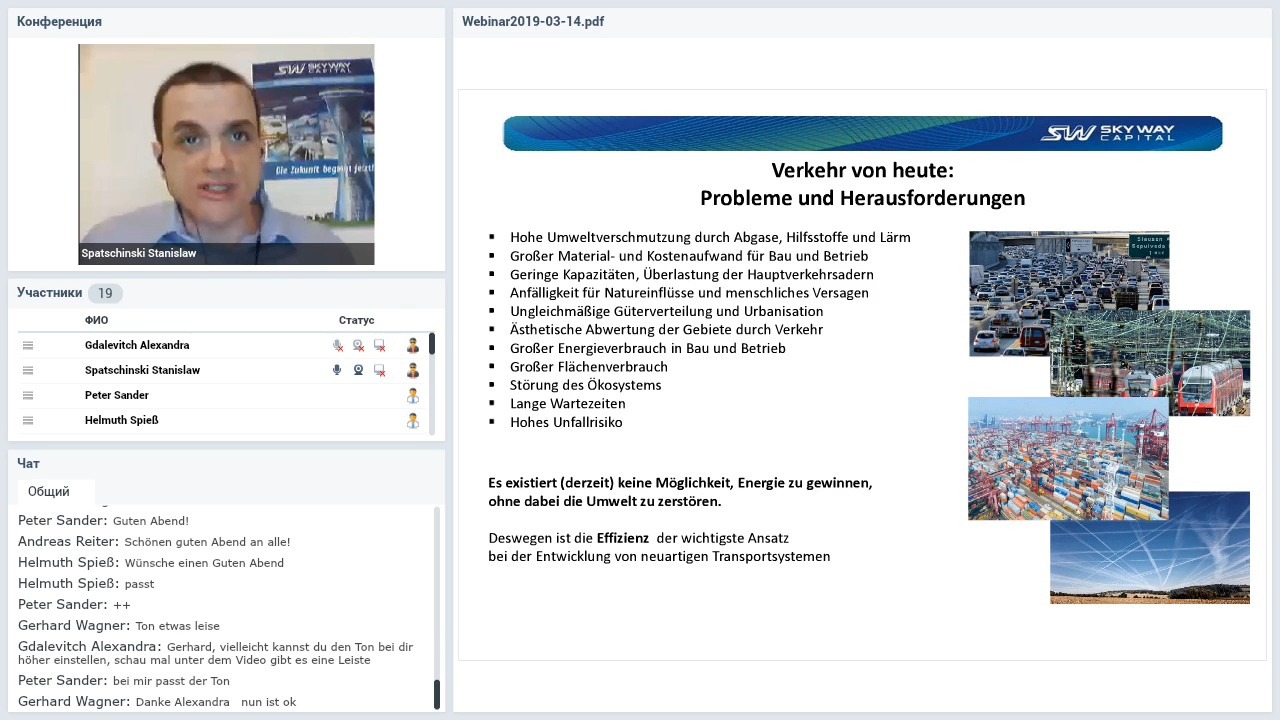 Конференция
SW SKYWAY
CAPITAL
Die Zukunft beginnt jetzt!
Spatschinski Stanislaw
Участники 19
ФИО Статус
Gdalevitch Alexandra
Spatschinski Stanislaw
Peter Sander
Helmuth Spieß
Чат
Общий
Peter Sander: Guten Abend!
Andreas Reiter: Schönen guten Abend an alle!
Helmuth Spieß: Wünsche einen Guten Abend
Helmuth Spieß: passt
Peter Sander: ++
Gerhard Wagner: Ton etwas leise
Gdalevitch Alexandra: Gerhard, vielleicht kannst du den Ton bei dir
höher einstellen, schau mal unter dem Video gibt es eine Leiste
Peter Sander: bei mir passt der Ton
Gerhard Wagner: Danke Alexandra nun ist ok
Webinar2019-03-14.pdf
SW SKYWAY
CAPITAL
Verkehr von heute:
Probleme und Herausforderungen
▪ Hohe Umweltverschmutzung durch Abgase, Hilfsstoffe und Lärm
▪ Großer Material- und Kostenaufwand für Bau und Betrieb
▪ Geringe Kapazitäten, Überlastung der Hauptverkehrsadern
▪ Anfälligkeit für Natureinflüsse und menschliches Versagen
▪ Ungleichmäßige Güterverteilung und Urbanisation
▪ Ästhetische Abwertung der Gebiete durch Verkehr
▪ Großer Energieverbrauch in Bau und Betrieb
▪ Großer Flächenverbrauch
▪ Störung des Ökosystems
▪ Lange Wartezeiten
▪ Hohes Unfallrisiko
Es existiert (derzeit) keine Möglichkeit, Energie zu gewinnen,
ohne dabei die Umwelt zu zerstören.
Deswegen ist die Effizienz der wichtigste Ansatz
bei der Entwicklung von neuartigen Transportsystemen
Slauson
Sepulveda